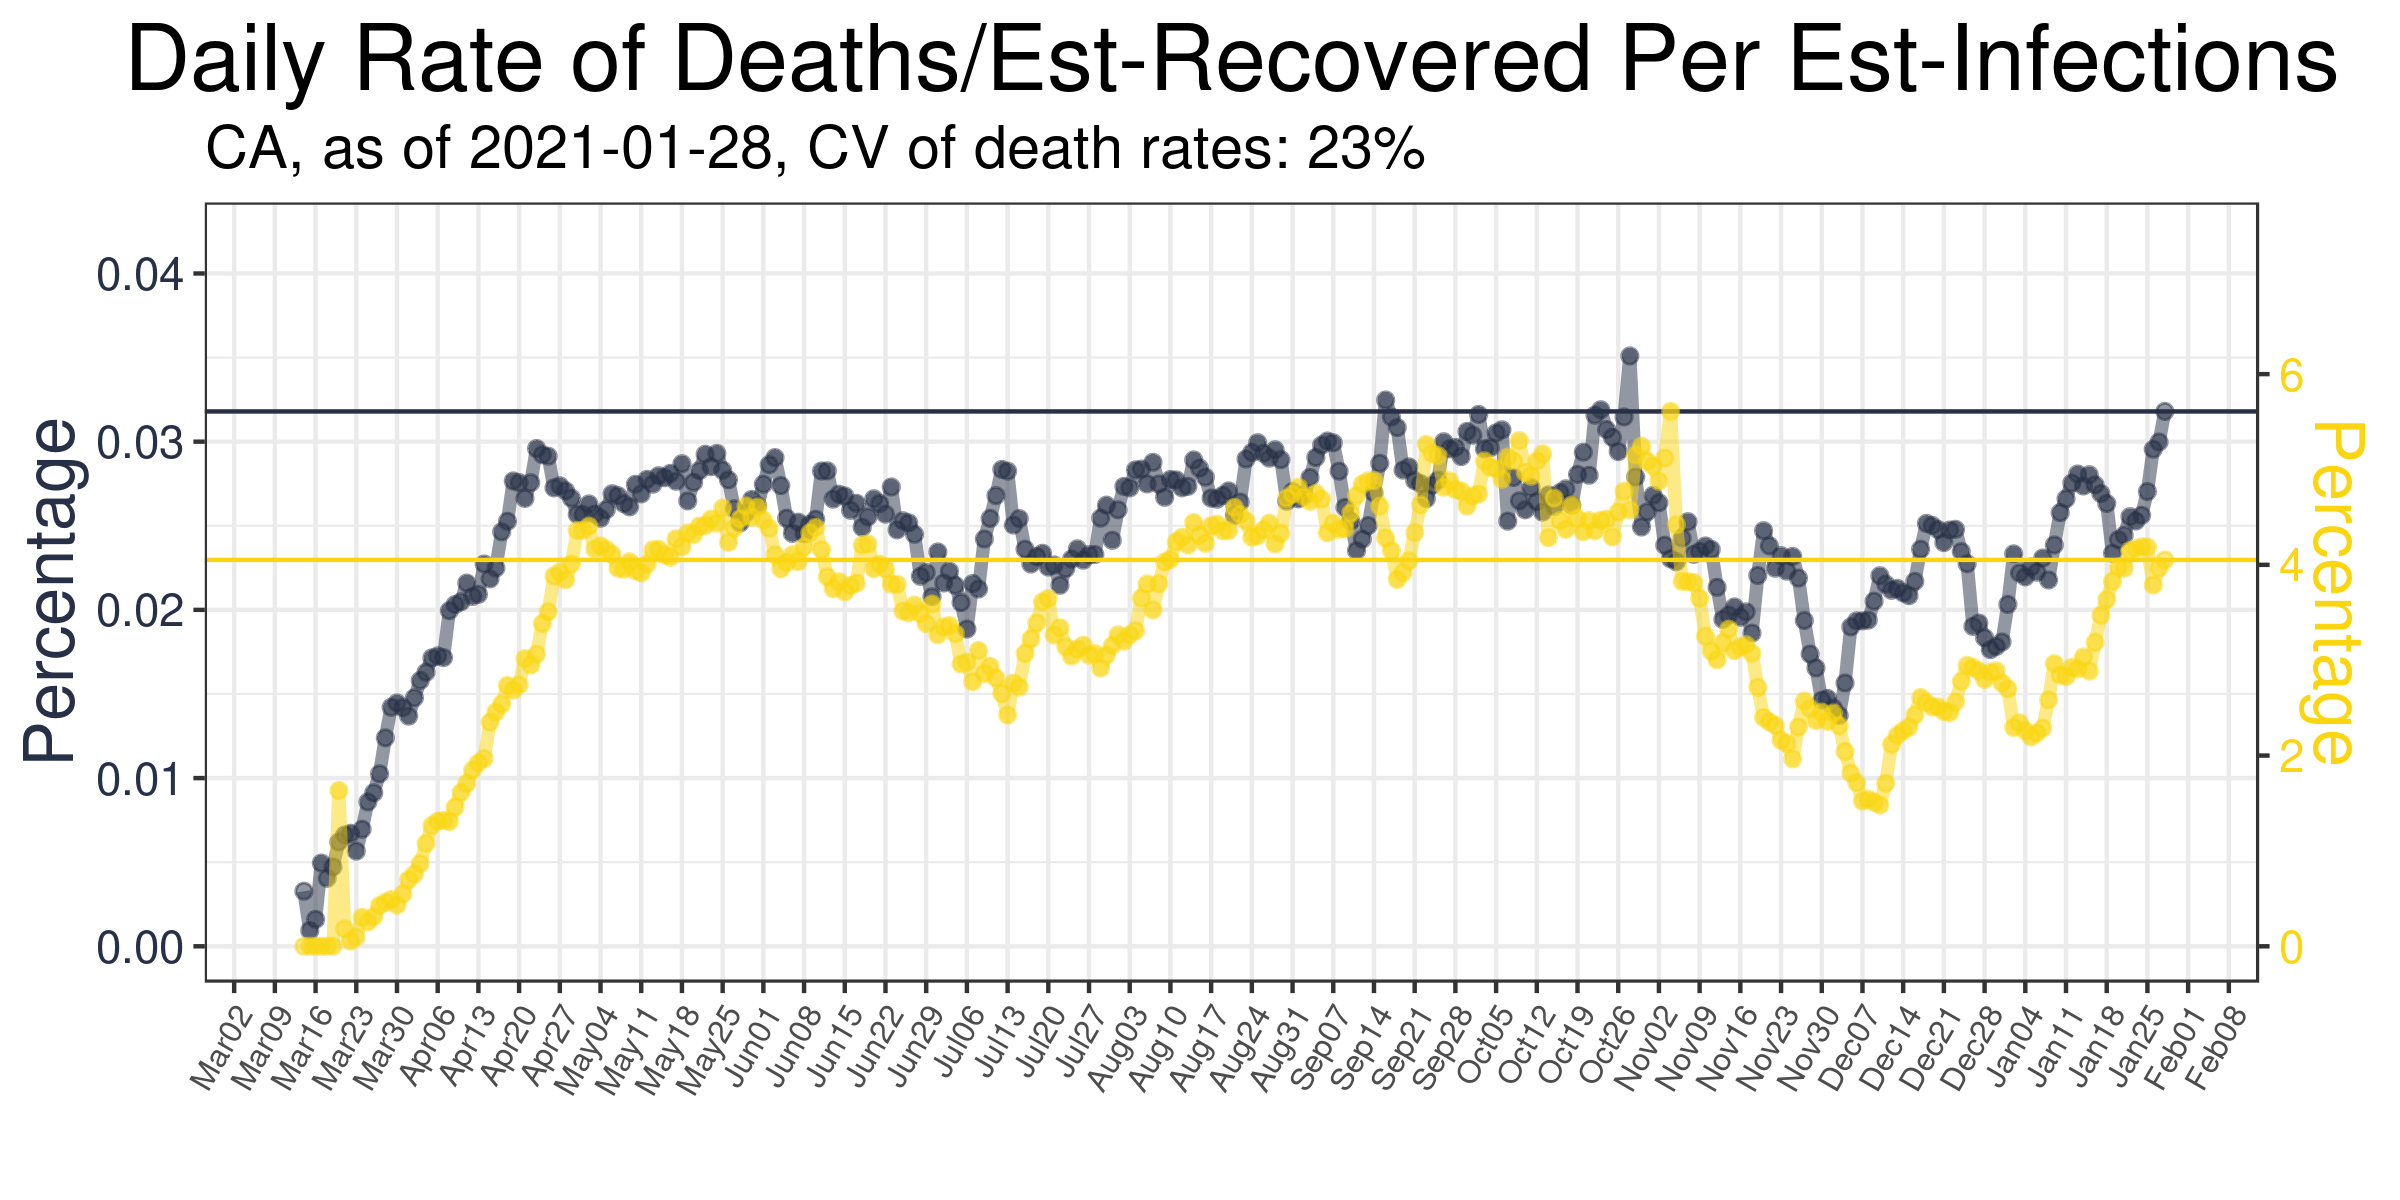 Daily Rate of Deaths/Est-Recovered Per Est-Infections
CA, as of 2021-01-28, CV of death rates: 23%
Percentage
0.04
0.03
0.02
0.01
0.00
6
4
2
0
Percentage
Mar02
Mar09
Mar16
Mar23
Mar30
Apr06
Apr13
Apr20
Apr27
May04
May11
May18
May25
Jun01
Jun08
Jun15
Jun22
Jun29
Jul06
Jul13
Jul20
Jul27
Aug03
Aug10
Aug17
Aug24
Aug31
Sep07
Sep14
Sep21
Sep28
Oct05
Oct12
Oct19
Oct26
Nov02
Nov09
Nov16
Nov23
Nov30
Dec07
Dec14
Dec21
Dec28
Jan04
Jan11
Jan18
Jan25
Feb01
Feb08